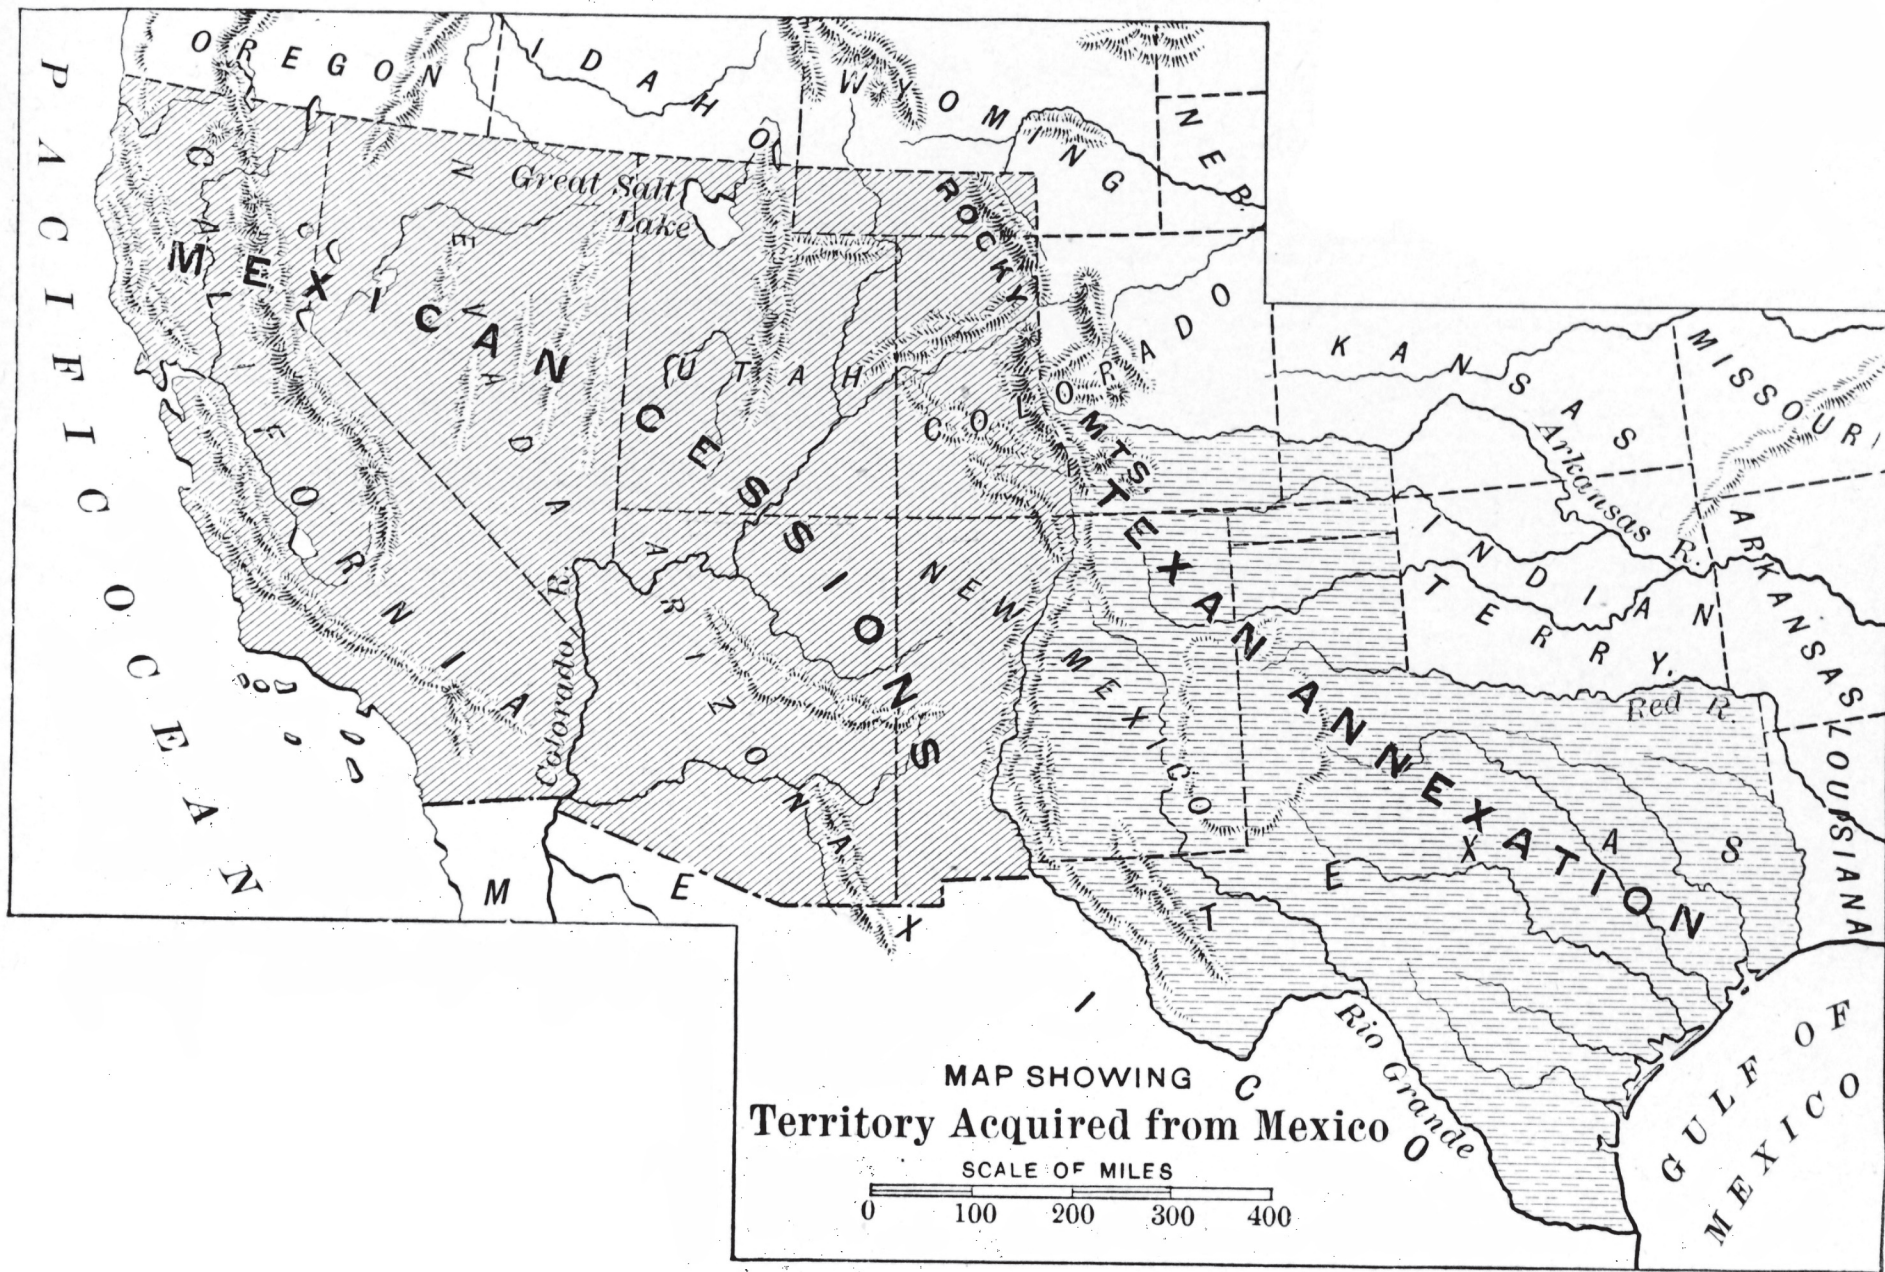 PACIFIC OCEAN
OREGON
IDAHO
WYOMING
NEB.
Great Salt
Lake
ROCKY
MTS.
MEXICAN
CESSIONS
CALIFORNIA
NEVADA
UTAH
COLORADO
KANSAS
MISSOURI
Arkansas R.
INDIAN
TERRY.
ARKANSAS
ARIZONA
NEW
MEXICO
Colorado R.
TEXAN
ANNEXATION
Red R.
LOUISIANA
TEXAS
MEXICO
Rio Grande
GULF OF
MEXICO
MAP SHOWING
Territory Acquired from Mexico
SCALE OF MILES
0 100 200 300 400